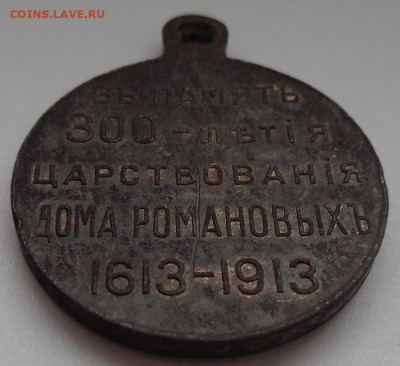 COINS.LAVE.RU
ВЪ ПАМЯТЬ
300-ЛѢТІЯ
ЦАРСТВОВАНІЯ
ДОМА РОМАНОВЫХЪ
1613-1913